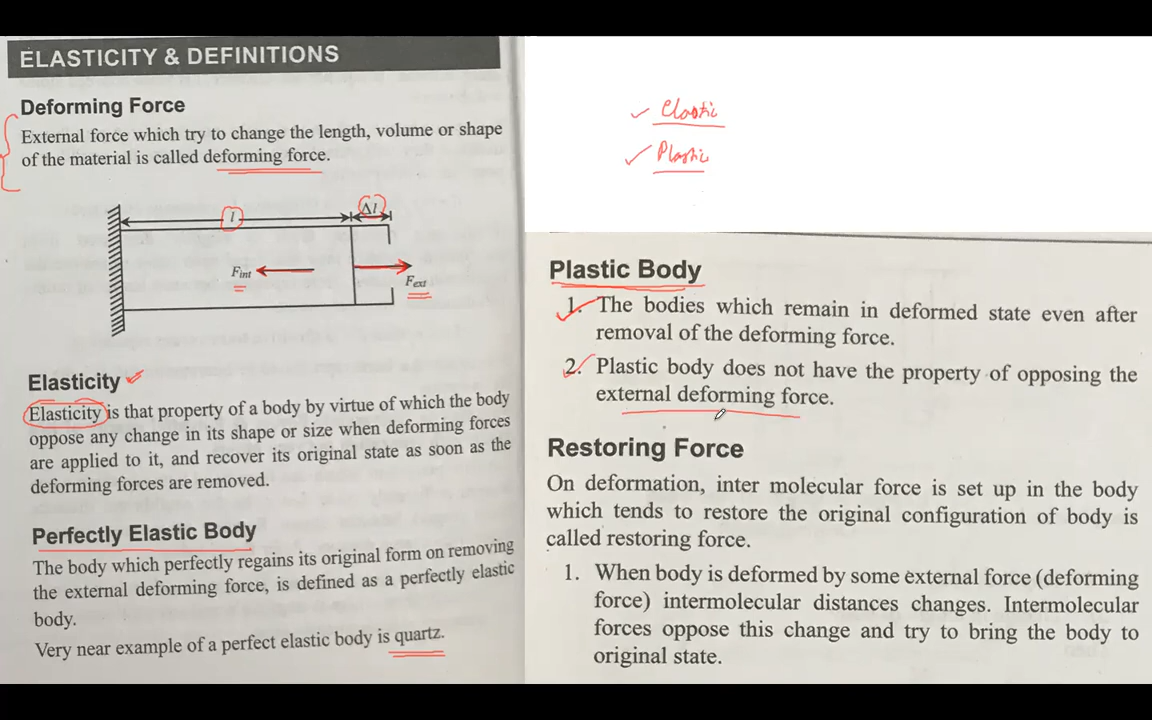 ELASTICITY & DEFINITIONS
Deforming Force
External force which try to change the length, volume or shape
of the material is called deforming force.
l
Δl
Fint
Fext
Elasticity
Elasticity is that property of a body by virtue of which the body
oppose any change in its shape or size when deforming forces
are applied to it, and recover its original state as soon as the
deforming forces are removed.
Perfectly Elastic Body
The body which perfectly regains its original form on removing
the external deforming force, is defined as a perfectly elastic
body.
Very near example of a perfect elastic body is quartz.
Elastic
Plastic
Plastic Body
1. The bodies which remain in deformed state even after
removal of the deforming force.
2. Plastic body does not have the property of opposing the
external deforming force.
Restoring Force
On deformation, inter molecular force is set up in the body
which tends to restore the original configuration of body is
called restoring force.
1. When body is deformed by some external force (deforming
force) intermolecular distances changes. Intermolecular
forces oppose this change and try to bring the body to
original state.